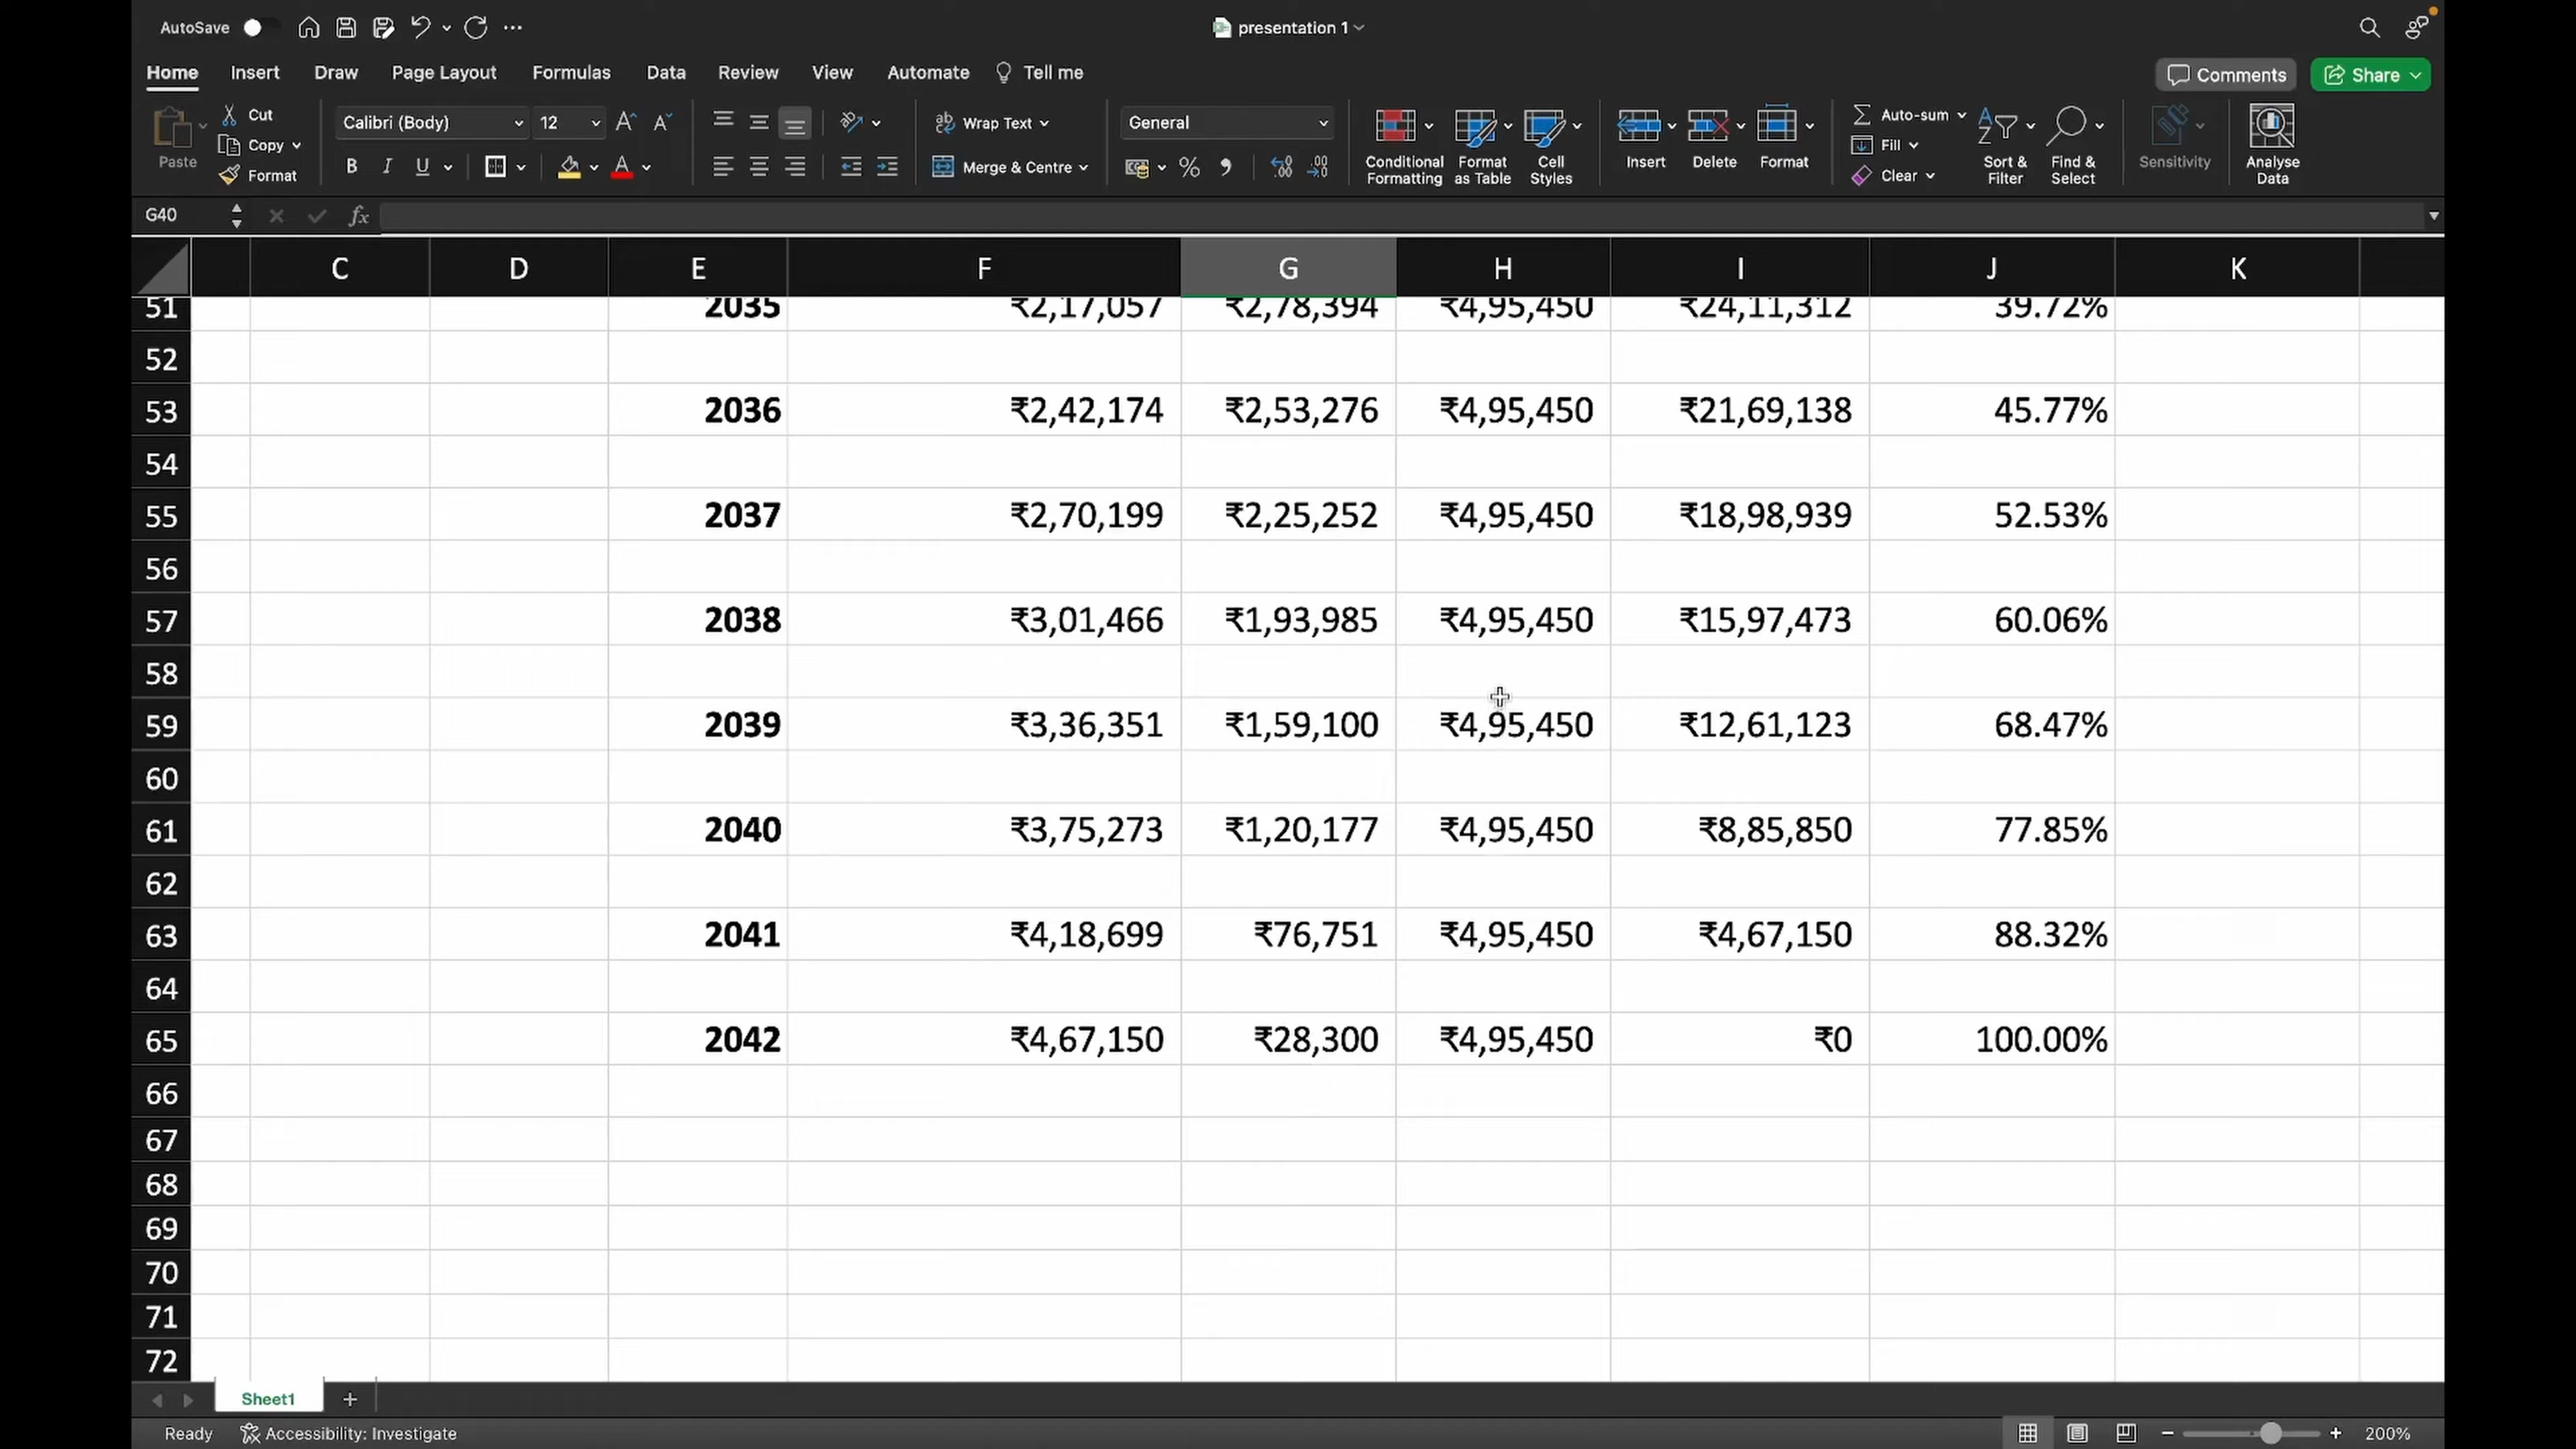 AutoSave presentation 1
Home Insert Draw Page Layout Formulas Data Review View Automate Tell me Comments Share
Paste Cut Copy Format Calibri (Body) 12 B I U A Wrap Text Merge & Centre General % Conditional Formatting Format as Table Cell Styles Insert Delete Format Auto-sum Fill Clear Sort & Filter Find & Select Sensitivity Analyse Data
G40 fx
C D E F G H I J K
51 2035 ₹2,17,057 ₹2,78,394 ₹4,95,450 ₹24,11,312 39.72%
52
53 2036 ₹2,42,174 ₹2,53,276 ₹4,95,450 ₹21,69,138 45.77%
54
55 2037 ₹2,70,199 ₹2,25,252 ₹4,95,450 ₹18,98,939 52.53%
56
57 2038 ₹3,01,466 ₹1,93,985 ₹4,95,450 ₹15,97,473 60.06%
58
59 2039 ₹3,36,351 ₹1,59,100 ₹4,95,450 ₹12,61,123 68.47%
60
61 2040 ₹3,75,273 ₹1,20,177 ₹4,95,450 ₹8,85,850 77.85%
62
63 2041 ₹4,18,699 ₹76,751 ₹4,95,450 ₹4,67,150 88.32%
64
65 2042 ₹4,67,150 ₹28,300 ₹4,95,450 ₹0 100.00%
66
67
68
69
70
71
72
Sheet1
Ready Accessibility: Investigate 200%